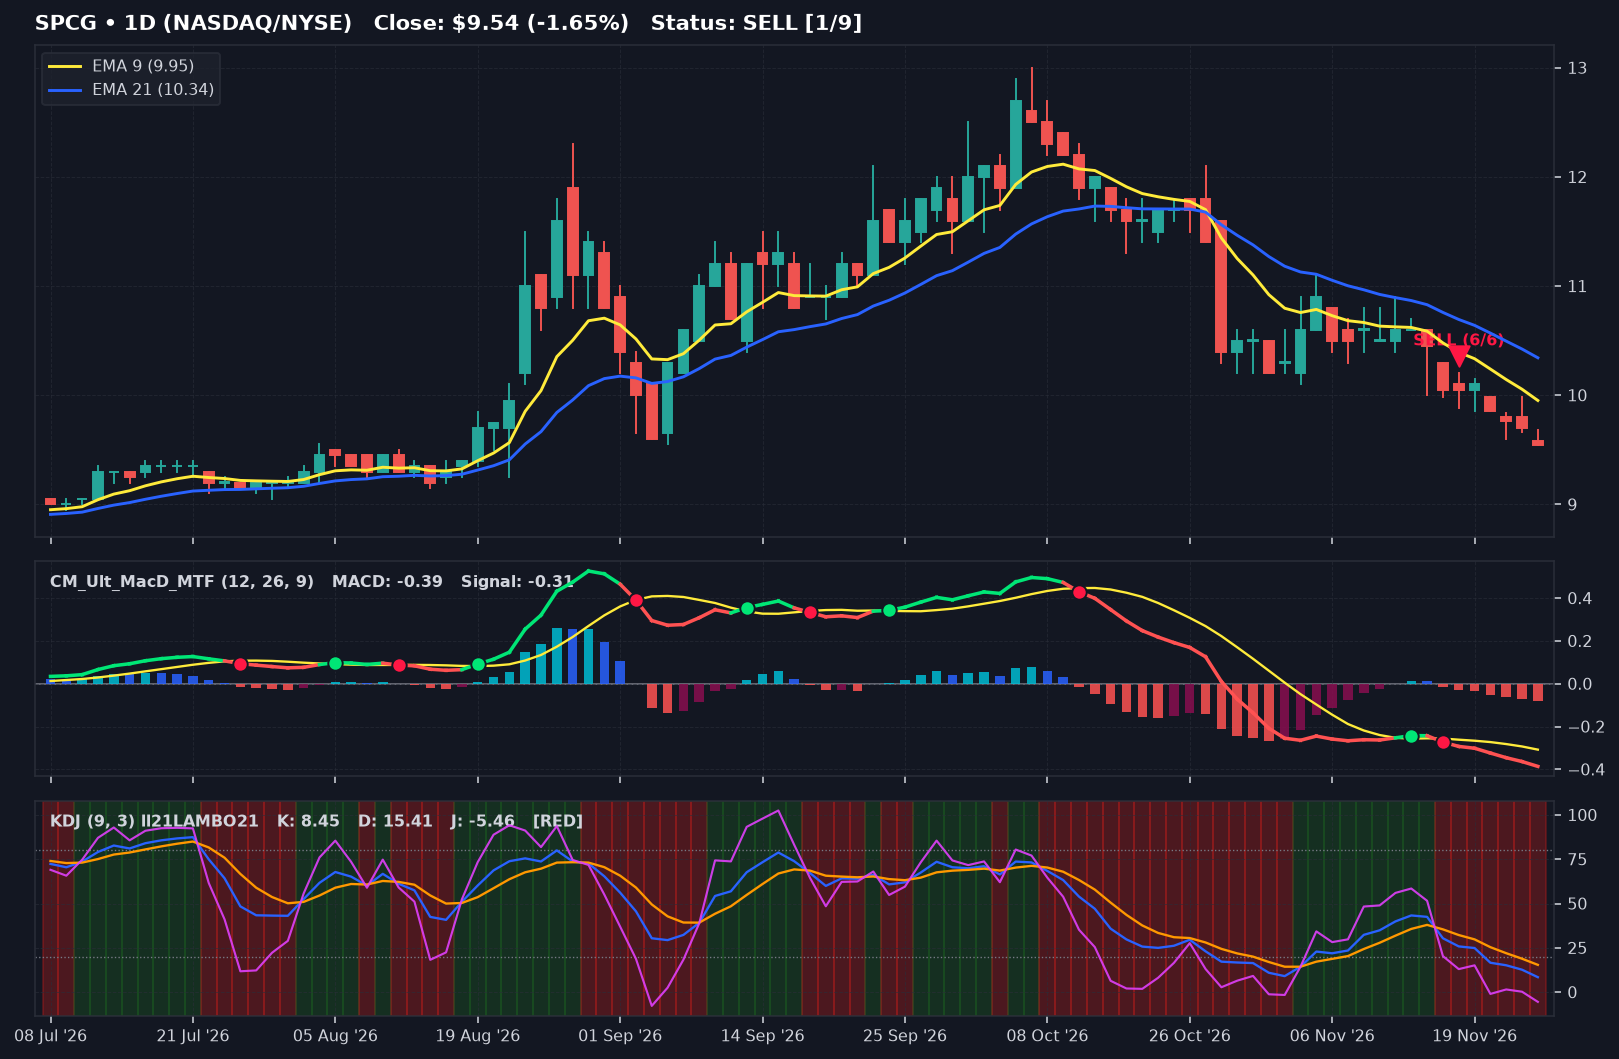 SPCG • 1D (NASDAQ/NYSE)   Close: $9.54 (-1.65%)   Status: SELL [1/9]
EMA 9 (9.95)
EMA 21 (10.34)
13
12
11
10
9
SELL (6/6)
CM_Ult_MacD_MTF (12, 26, 9)   MACD: -0.39   Signal: -0.31
0.4
0.2
0.0
−0.2
−0.4
KDJ (9, 3) II21LAMBO21   K: 8.45   D: 15.41   J: -5.46   [RED]
100
75
50
25
0
08 Jul '26   21 Jul '26   05 Aug '26   19 Aug '26   01 Sep '26   14 Sep '26   25 Sep '26   08 Oct '26   26 Oct '26   06 Nov '26   19 Nov '26